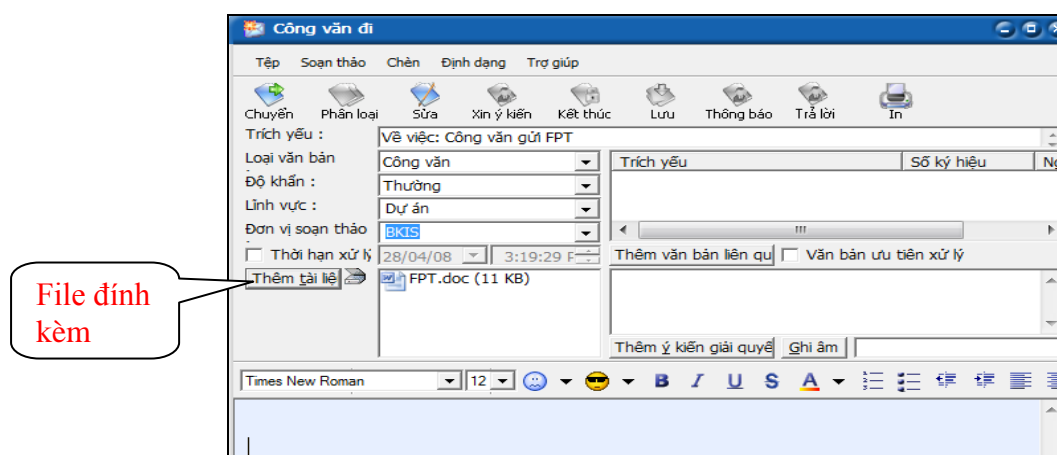 Công văn đi
Tệp Soạn thảo Chèn Định dạng Trợ giúp
Chuyển Phân loại Sửa Xin ý kiến Kết thúc Lưu Thông báo Trả lời In
Trích yếu : Về việc: Công văn gửi FPT
Loại văn bản Công văn Trích yếu Số ký hiệu
Độ khẩn : Thường
Lĩnh vực : Dự án
Đơn vị soạn thảo BKIS
Thời hạn xử lý 28/04/08 3:19:29 Thêm văn bản liên qu Văn bản ưu tiên xử lý
Thêm tài liệ FPT.doc (11 KB)
File đính
kèm
Thêm ý kiến giải quyế Ghi âm
Times New Roman 12 B I U S A